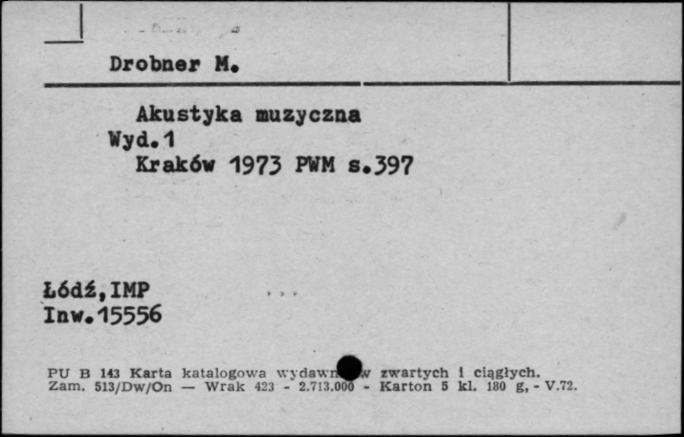 Drobner M.
Akustyka muzyczna
Wyd.1
Kraków 1973 PWM s.397
Łódź,IMP
Inw.15556
PU B 143 Karta katalogowa zwartych i ciągłych.
Zam. 513/Dw/On — Wrak 423 - 2.713.000 - Karton 5 kl. 180 g, - V.72.